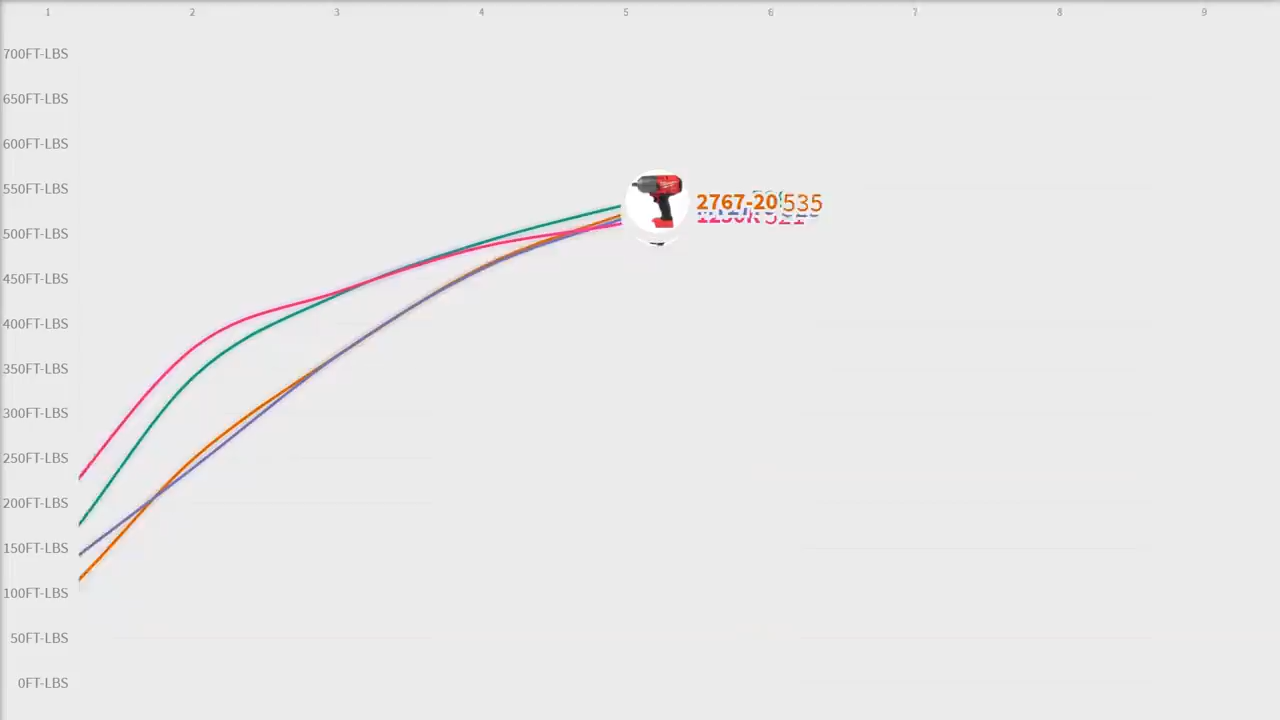 1 2 3 4 5 6 7 8 9
700FT-LBS
650FT-LBS
600FT-LBS
550FT-LBS
2767-20 535
500FT-LBS
450FT-LBS
400FT-LBS
350FT-LBS
300FT-LBS
250FT-LBS
200FT-LBS
150FT-LBS
100FT-LBS
50FT-LBS
0FT-LBS